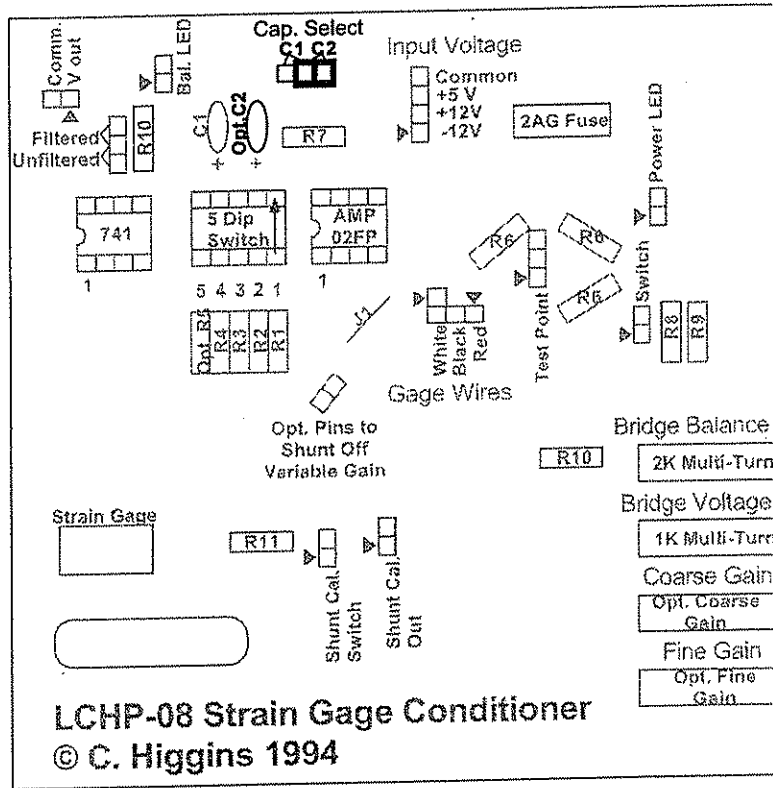 Cap. Select
C1 C2
Comm.
V out
Bal. LED
Input Voltage
Common
+5 V
+12V
-12V
2AG Fuse
Power LED
Filtered
Unfiltered
R10
C1
Opt.C2
+ +
R7
741
1
5 Dip
Switch
AMP
02FP
1
5 4 3 2 1
Opt. R5
R4
R3
R2
R1
J1
R6
R6
R6
Test Point
Switch
R8
R9
White
Black
Red
Gage Wires
Opt. Pins to
Shunt Off
Variable Gain
Bridge Balance
R10
2K Multi-Turn
Bridge Voltage
1K Multi-Turn
Coarse Gain
Opt. Coarse
Gain
Fine Gain
Opt. Fine
Gain
Strain Gage
R11
Shunt Cal.
Switch
Shunt Cal.
Out
LCHP-08 Strain Gage Conditioner
© C. Higgins 1994